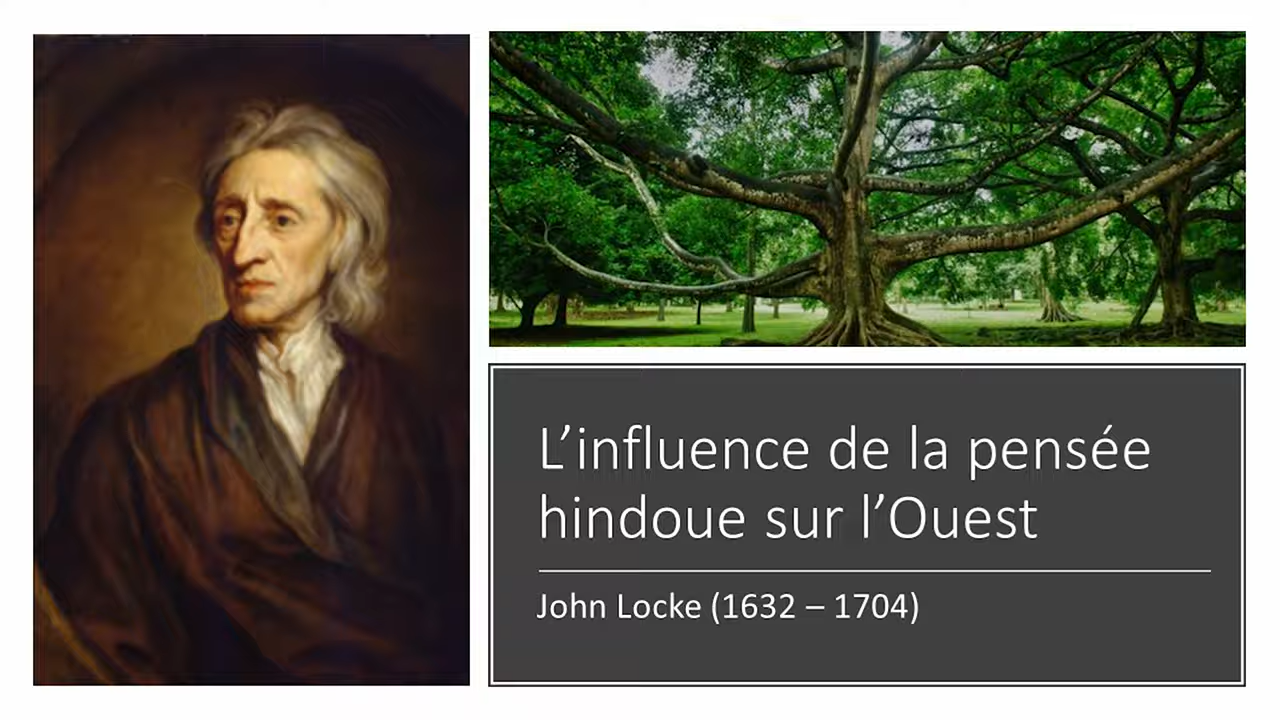 L’influence de la pensée
hindoue sur l’Ouest
John Locke (1632 – 1704)